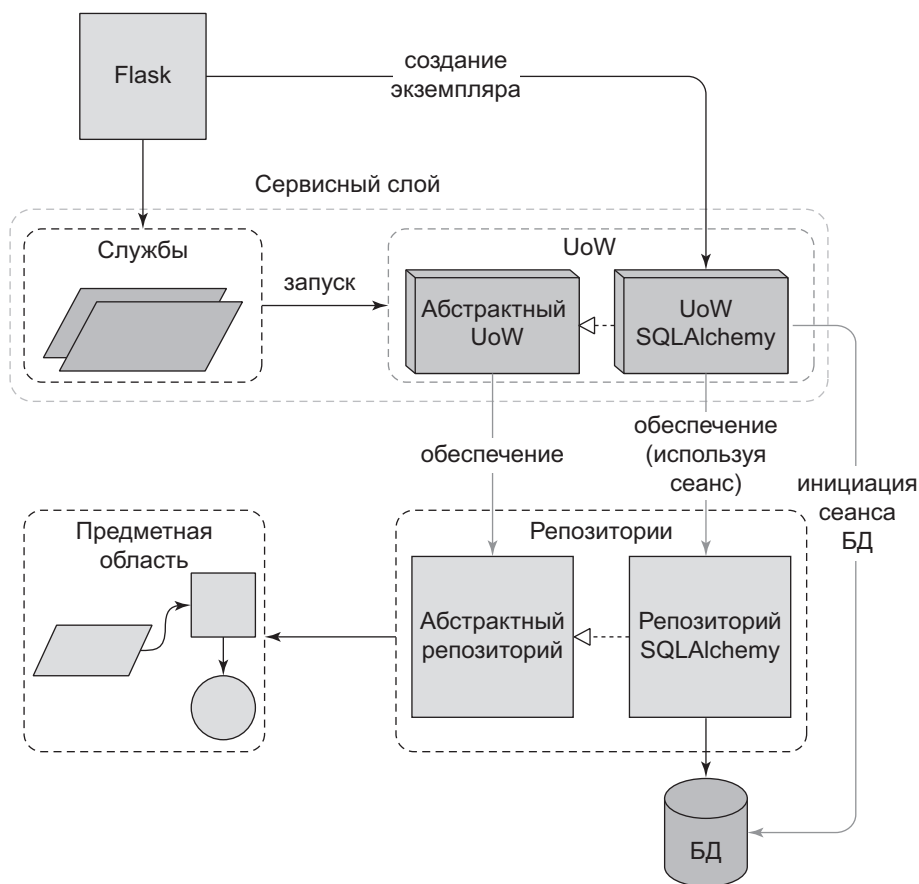 Flask
создание
экземпляра
Сервисный слой
Службы
запуск
UoW
Абстрактный
UoW
UoW
SQLAlchemy
обеспечение
обеспечение
(используя
сеанс)
инициация
сеанса
БД
Предметная
область
Репозитории
Абстрактный
репозиторий
Репозиторий
SQLAlchemy
БД